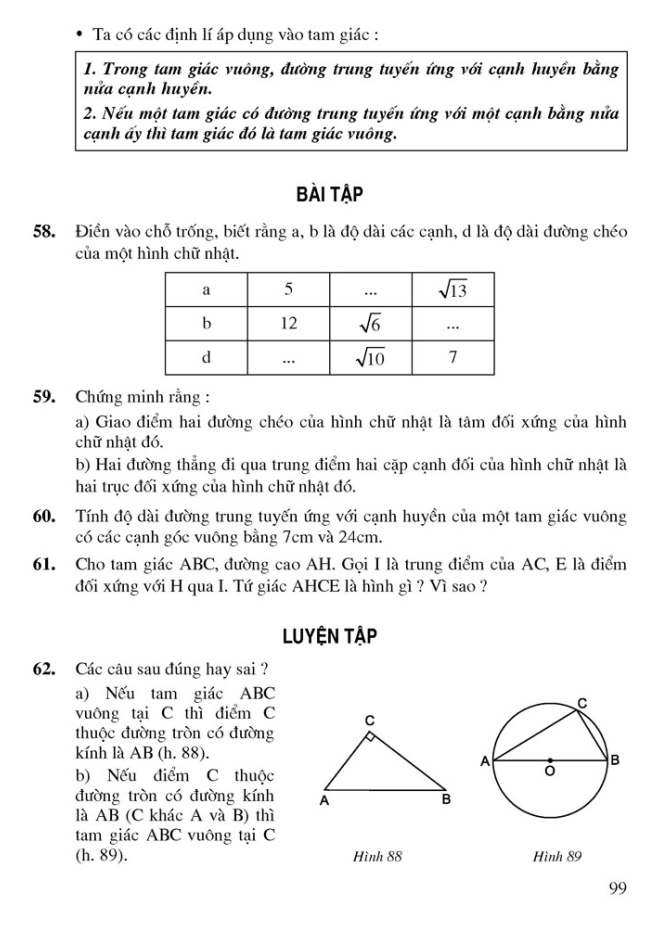 • Ta có các định lí áp dụng vào tam giác :
1. Trong tam giác vuông, đường trung tuyến ứng với cạnh huyền bằng
nửa cạnh huyền.
2. Nếu một tam giác có đường trung tuyến ứng với một cạnh bằng nửa
cạnh ấy thì tam giác đó là tam giác vuông.
BÀI TẬP
58. Điền vào chỗ trống, biết rằng a, b là độ dài các cạnh, d là độ dài đường chéo
của một hình chữ nhật.
a 5 ... √13
b 12 √6 ...
d ... √10 7
59. Chứng minh rằng :
a) Giao điểm hai đường chéo của hình chữ nhật là tâm đối xứng của hình
chữ nhật đó.
b) Hai đường thẳng đi qua trung điểm hai cặp cạnh đối của hình chữ nhật là
hai trục đối xứng của hình chữ nhật đó.
60. Tính độ dài đường trung tuyến ứng với cạnh huyền của một tam giác vuông
có các cạnh góc vuông bằng 7cm và 24cm.
61. Cho tam giác ABC, đường cao AH. Gọi I là trung điểm của AC, E là điểm
đối xứng với H qua I. Tứ giác AHCE là hình gì ? Vì sao ?
LUYỆN TẬP
62. Các câu sau đúng hay sai ?
a) Nếu tam giác ABC
vuông tại C thì điểm C
thuộc đường tròn có đường
kính là AB (h. 88).
b) Nếu điểm C thuộc
đường tròn có đường kính
là AB (C khác A và B) thì
tam giác ABC vuông tại C
(h. 89).
C
A B
Hình 88
C
A B
O
Hình 89
99